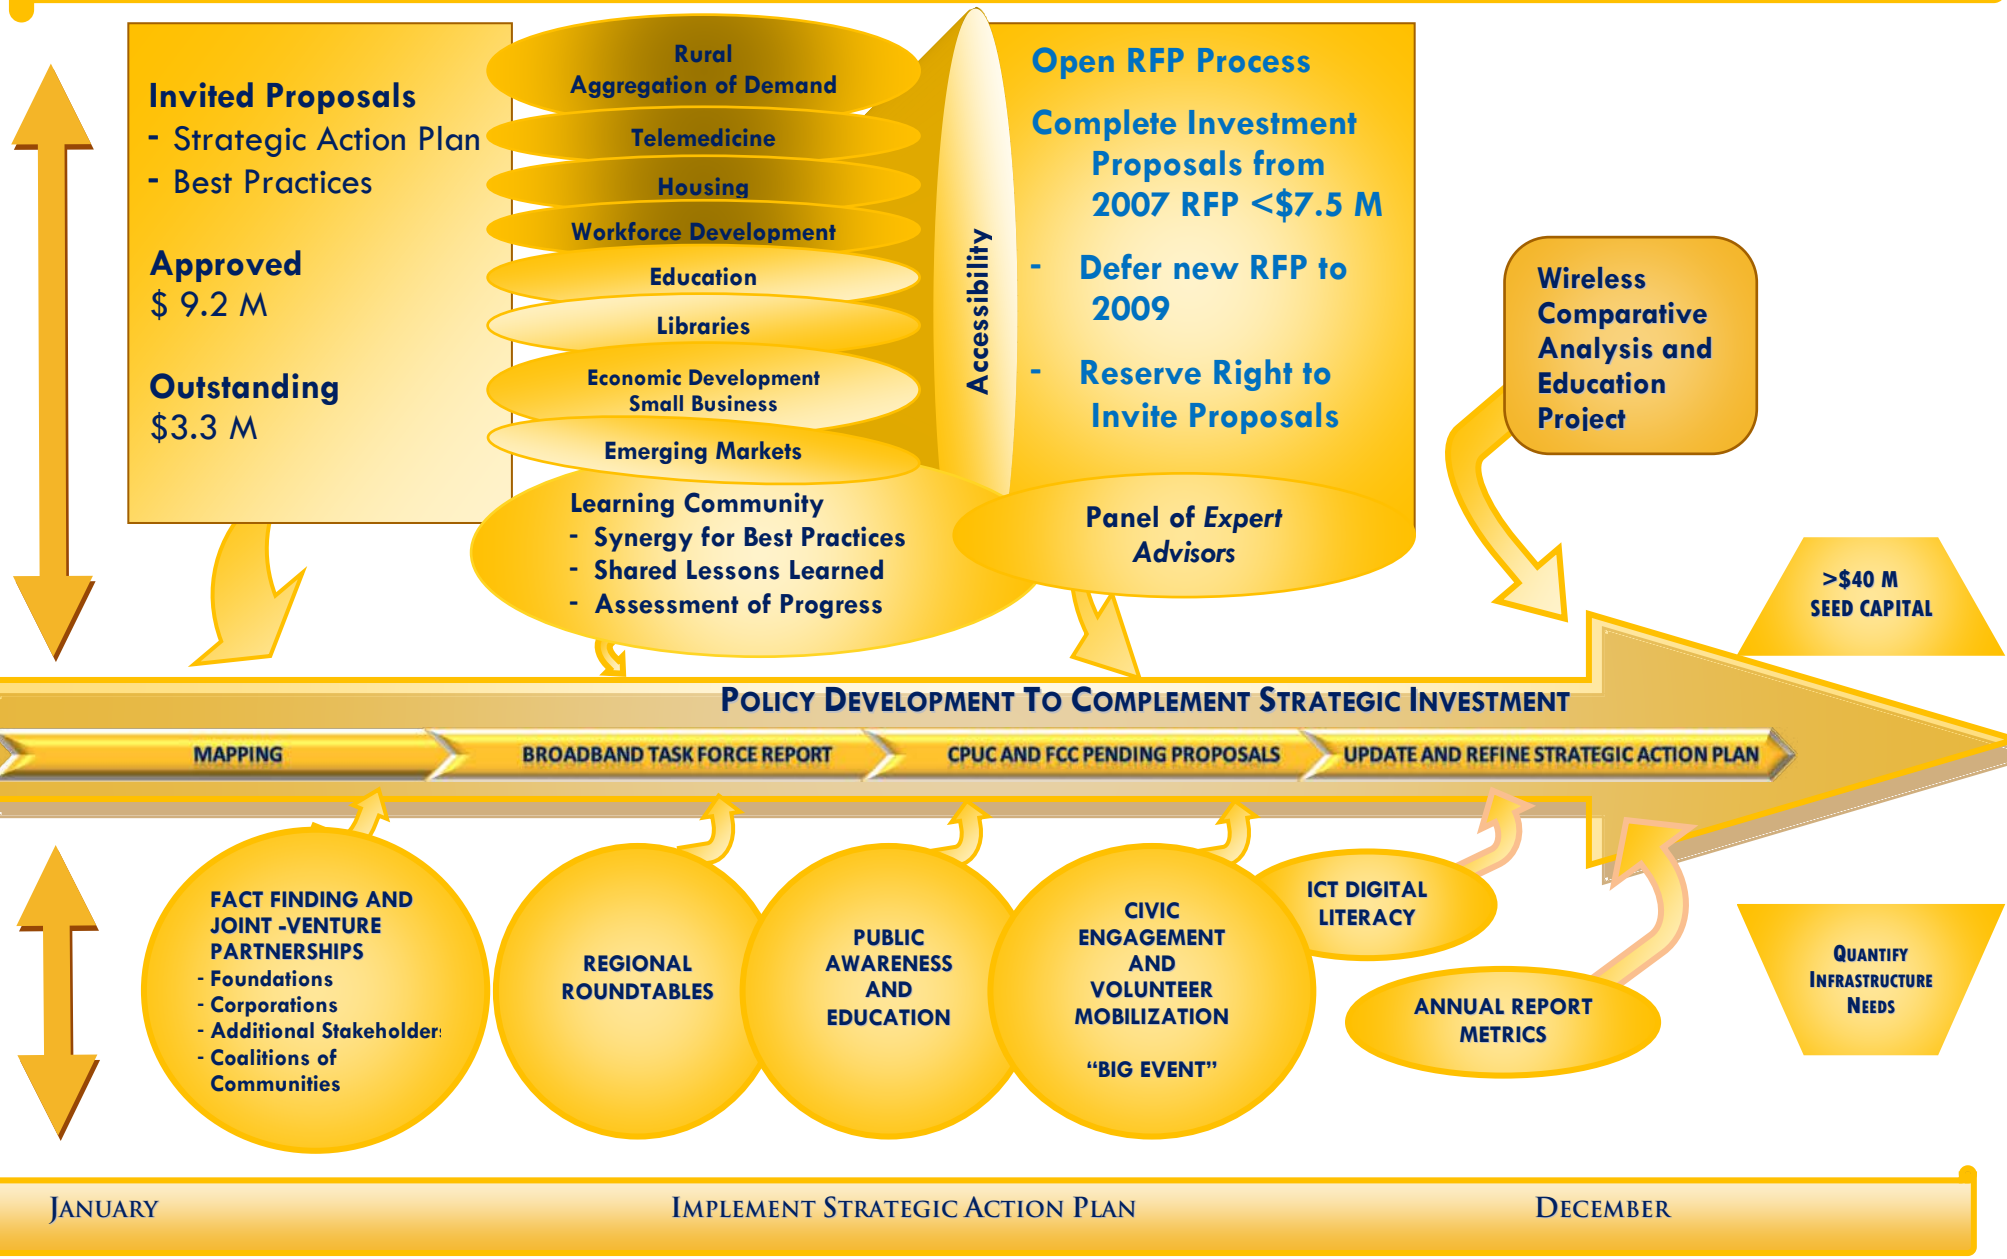 Invited Proposals
- Strategic Action Plan
- Best Practices
Approved
$ 9.2 M
Outstanding
$3.3 M
Rural
Aggregation of Demand
Telemedicine
Housing
Workforce Development
Education
Libraries
Economic Development
Small Business
Emerging Markets
Learning Community
- Synergy for Best Practices
- Shared Lessons Learned
- Assessment of Progress
Accessibility
Open RFP Process
Complete Investment
Proposals from
2007 RFP <$7.5 M
- Defer new RFP to
2009
- Reserve Right to
Invite Proposals
Panel of Expert
Advisors
Wireless
Comparative
Analysis and
Education
Project
>$40 M
SEED CAPITAL
POLICY DEVELOPMENT TO COMPLEMENT STRATEGIC INVESTMENT
MAPPING
BROADBAND TASK FORCE REPORT
CPUC AND FCC PENDING PROPOSALS
UPDATE AND REFINE STRATEGIC ACTION PLAN
FACT FINDING AND
JOINT -VENTURE
PARTNERSHIPS
- Foundations
- Corporations
- Additional Stakeholders
- Coalitions of
Communities
REGIONAL
ROUNDTABLES
PUBLIC
AWARENESS
AND
EDUCATION
CIVIC
ENGAGEMENT
AND
VOLUNTEER
MOBILIZATION
“BIG EVENT”
ICT DIGITAL
LITERACY
ANNUAL REPORT
METRICS
QUANTIFY
INFRASTRUCTURE
NEEDS
JANUARY
IMPLEMENT STRATEGIC ACTION PLAN
DECEMBER